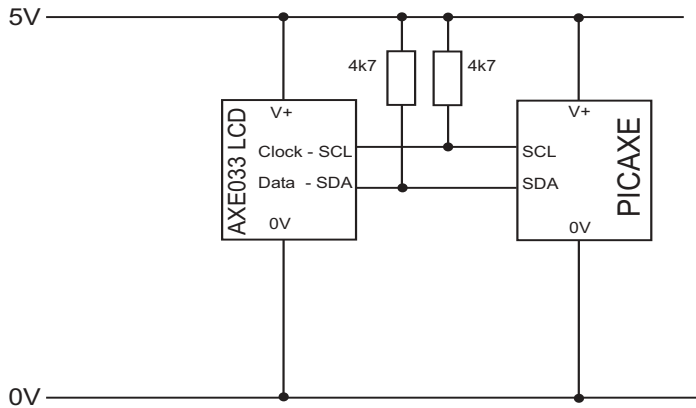 5V
4k7
4k7
AXE033 LCD
V+
Clock - SCL
Data - SDA
0V
V+
SCL
SDA
0V
PICAXE
0V